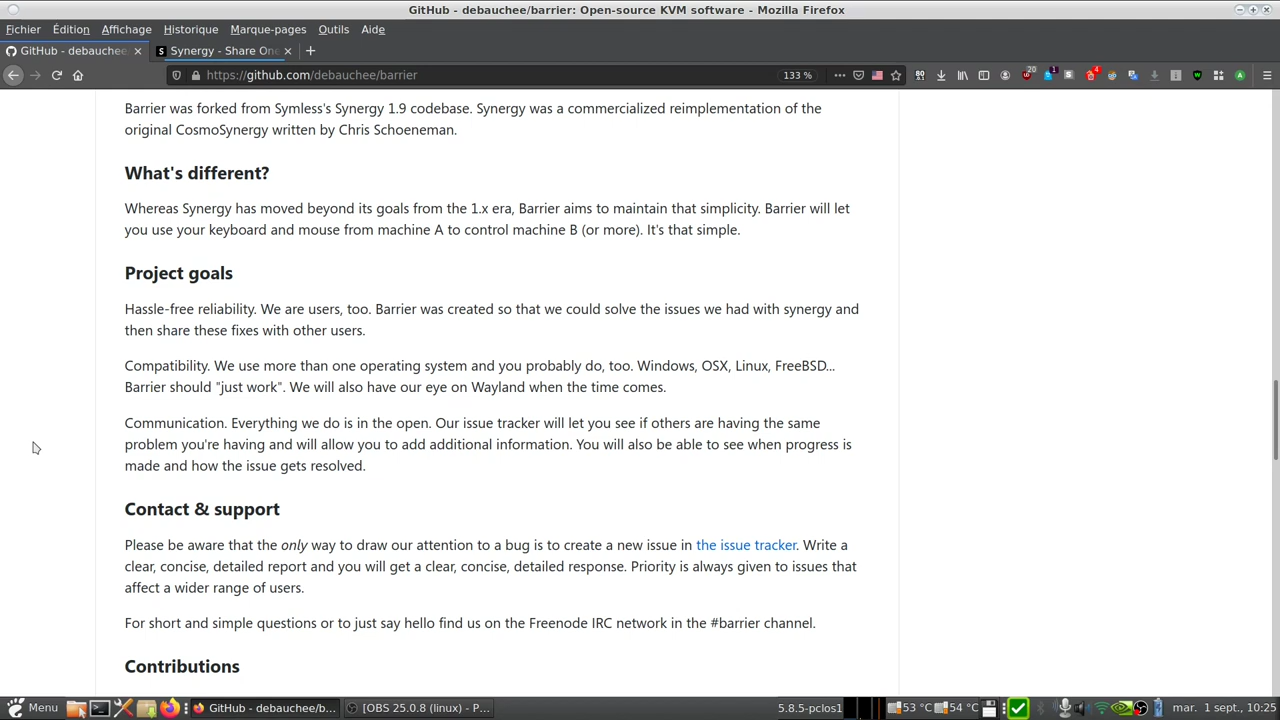 GitHub - debauchee/barrier: Open-source KVM software - Mozilla Firefox
Fichier Édition Affichage Historique Marque-pages Outils Aide
GitHub - debauchee Synergy - Share One
https://github.com/debauchee/barrier 133 %
Barrier was forked from Symless's Synergy 1.9 codebase. Synergy was a commercialized reimplementation of the
original CosmoSynergy written by Chris Schoeneman.
What's different?
Whereas Synergy has moved beyond its goals from the 1.x era, Barrier aims to maintain that simplicity. Barrier will let
you use your keyboard and mouse from machine A to control machine B (or more). It's that simple.
Project goals
Hassle-free reliability. We are users, too. Barrier was created so that we could solve the issues we had with synergy and
then share these fixes with other users.
Compatibility. We use more than one operating system and you probably do, too. Windows, OSX, Linux, FreeBSD...
Barrier should "just work". We will also have our eye on Wayland when the time comes.
Communication. Everything we do is in the open. Our issue tracker will let you see if others are having the same
problem you're having and will allow you to add additional information. You will also be able to see when progress is
made and how the issue gets resolved.
Contact & support
Please be aware that the only way to draw our attention to a bug is to create a new issue in the issue tracker. Write a
clear, concise, detailed report and you will get a clear, concise, detailed response. Priority is always given to issues that
affect a wider range of users.
For short and simple questions or to just say hello find us on the Freenode IRC network in the #barrier channel.
Contributions
Menu GitHub - debauchee/b... [OBS 25.0.8 (linux) - P... 5.8.5-pclos1 53 °C 54 °C mar. 1 sept., 10:25